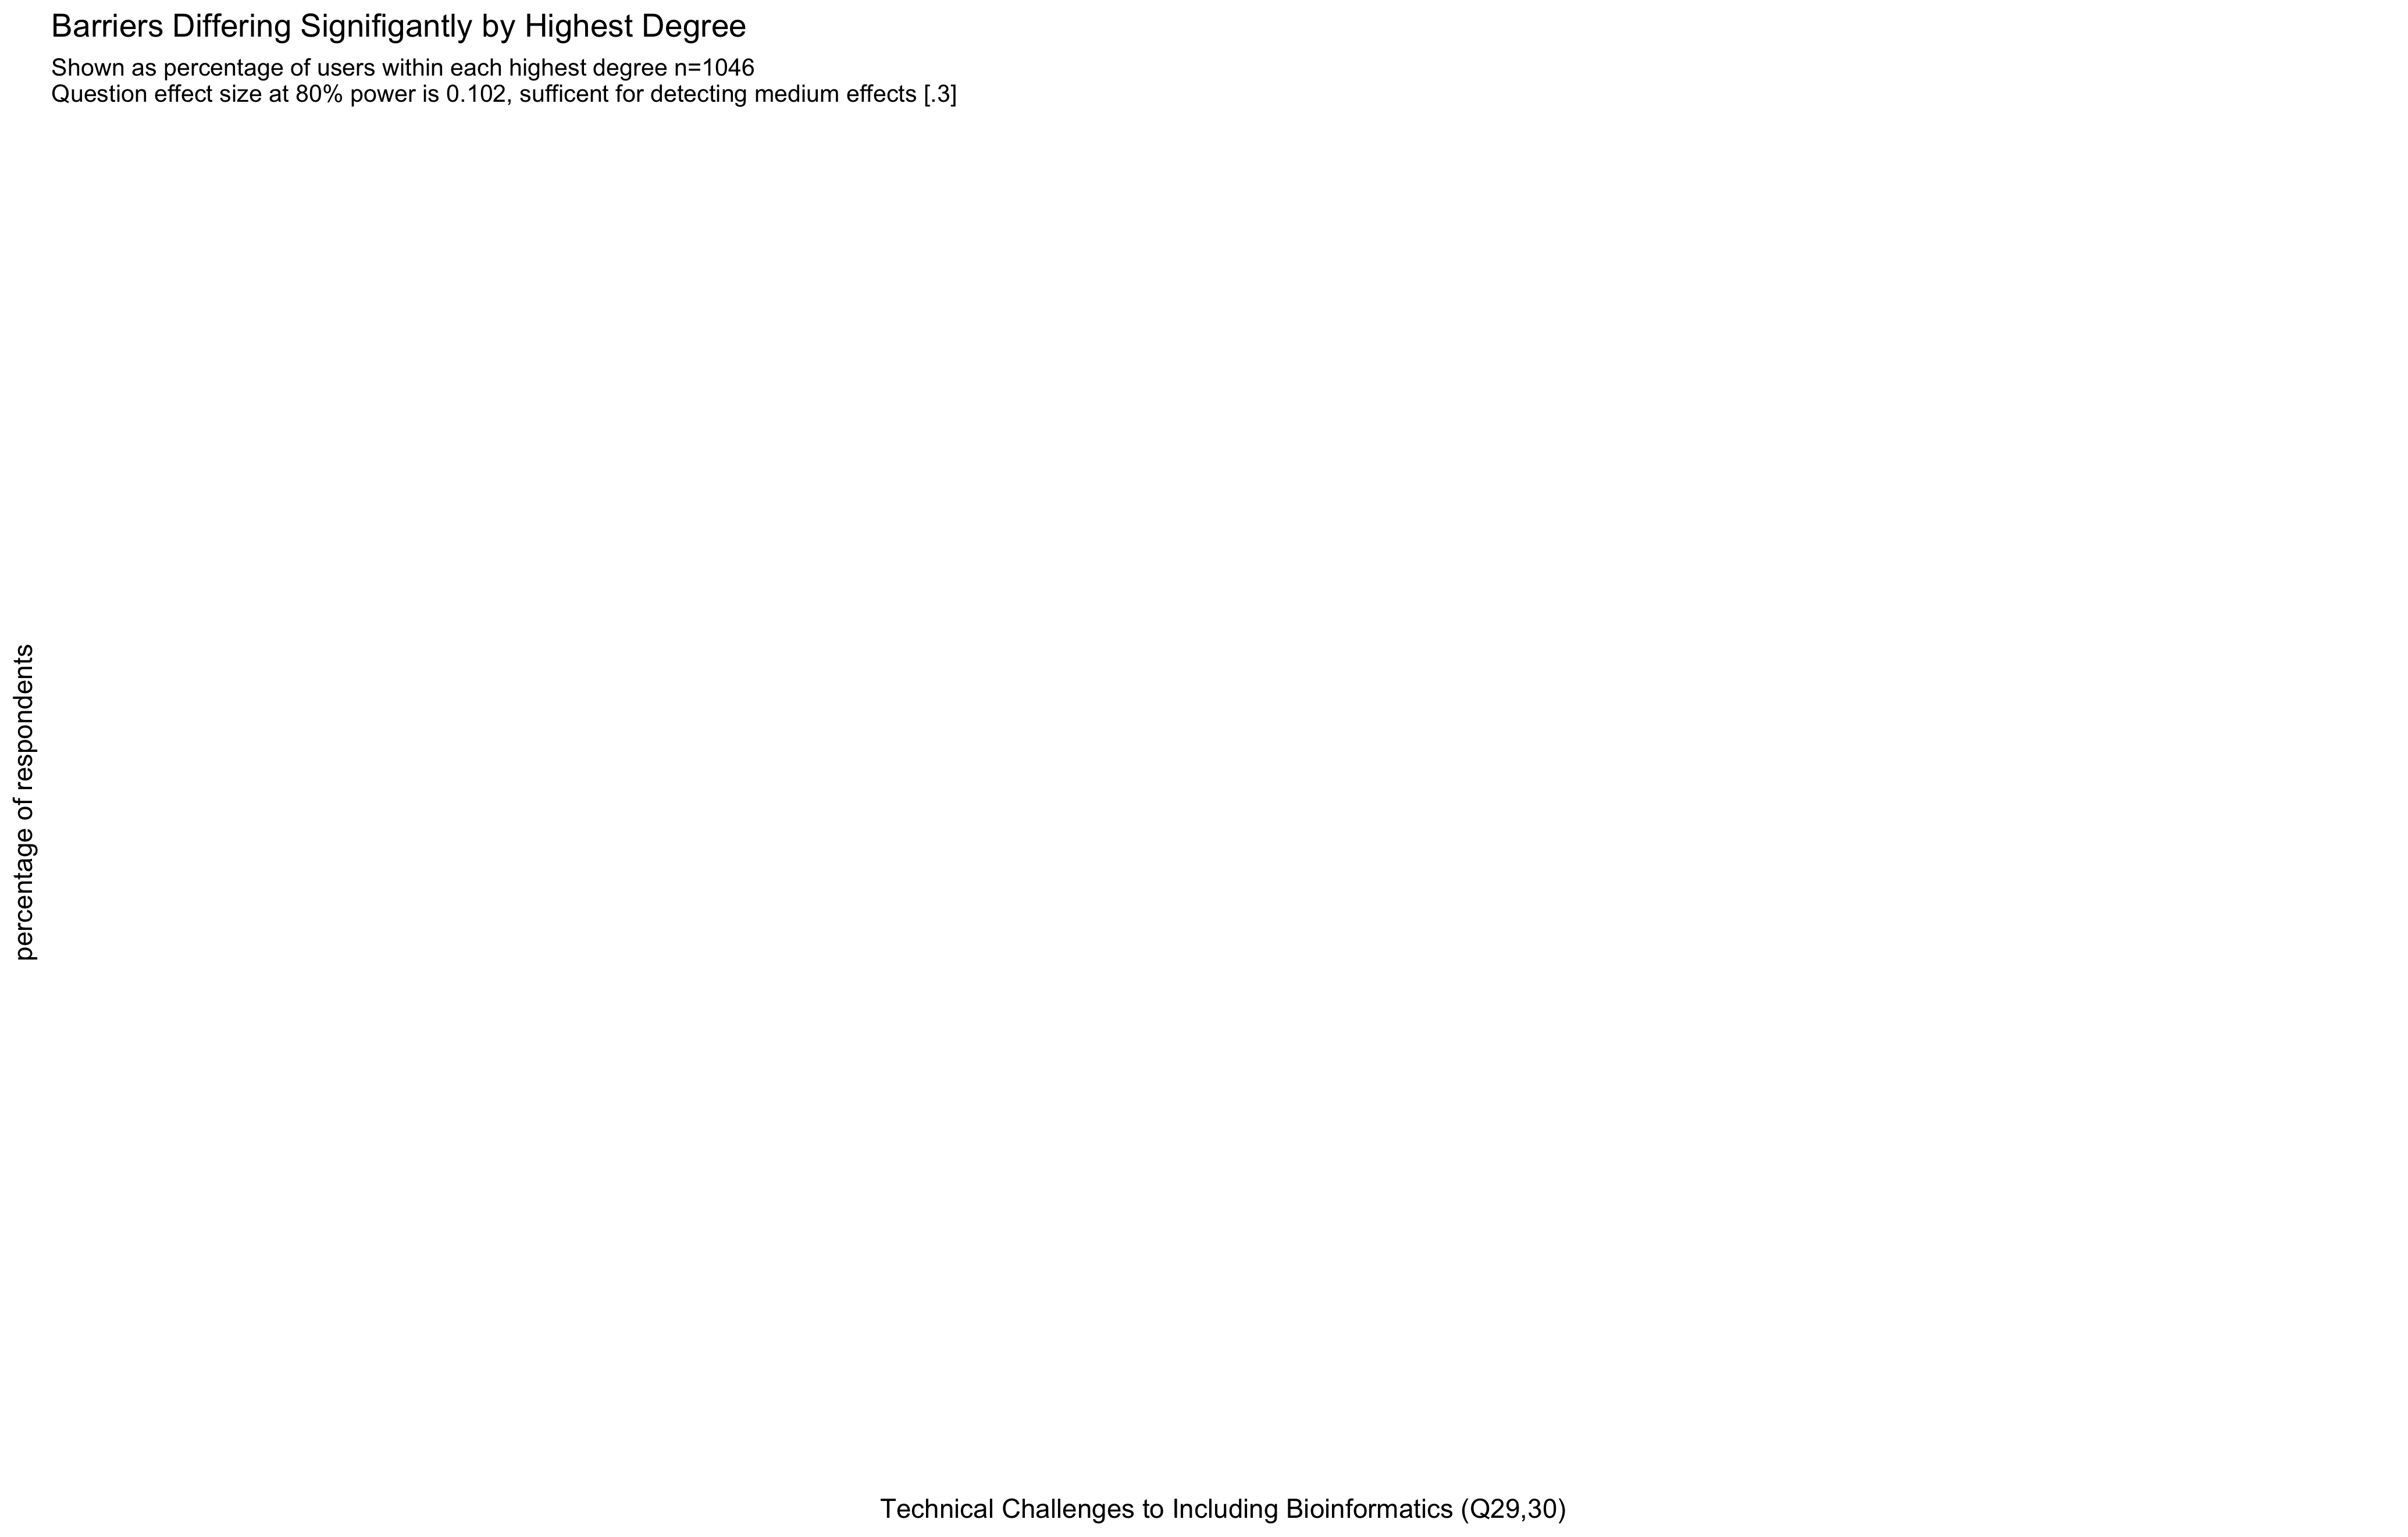 Barriers Differing Signifigantly by Highest Degree
Shown as percentage of users within each highest degree n=1046
Question effect size at 80% power is 0.102, sufficent for detecting medium effects [.3]
percentage of respondents
Technical Challenges to Including Bioinformatics (Q29,30)